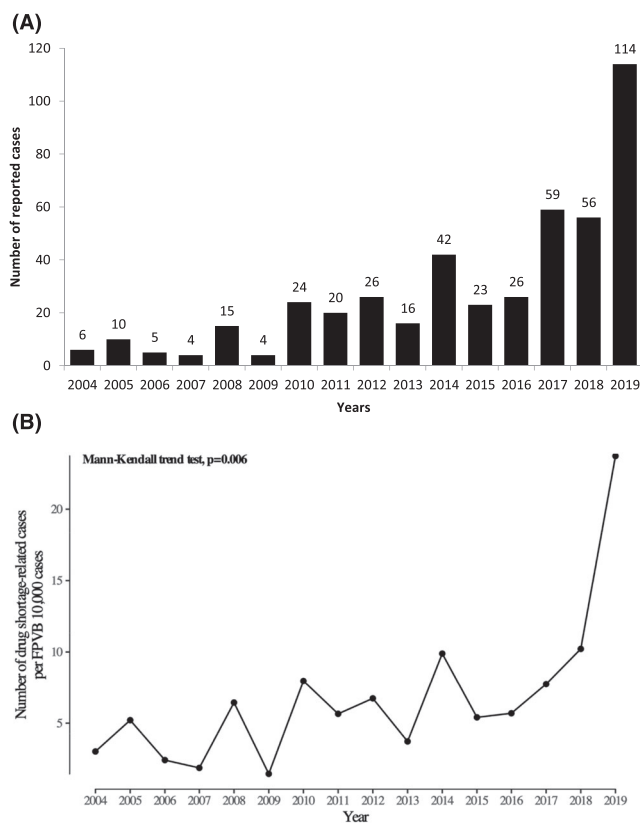 (A)
120
100
80
60
40
20
0
Number of reported cases
6
10
5
4
15
4
24
20
26
16
42
23
26
59
56
114
2004 2005 2006 2007 2008 2009 2010 2011 2012 2013 2014 2015 2016 2017 2018 2019
Years
(B)
Mann-Kendall trend test, p=0.006
20
15
10
5
Number of drug shortage-related cases
per FPVB 10,000 cases
2004 2005 2006 2007 2008 2009 2010 2011 2012 2013 2014 2015 2016 2017 2018 2019
Year